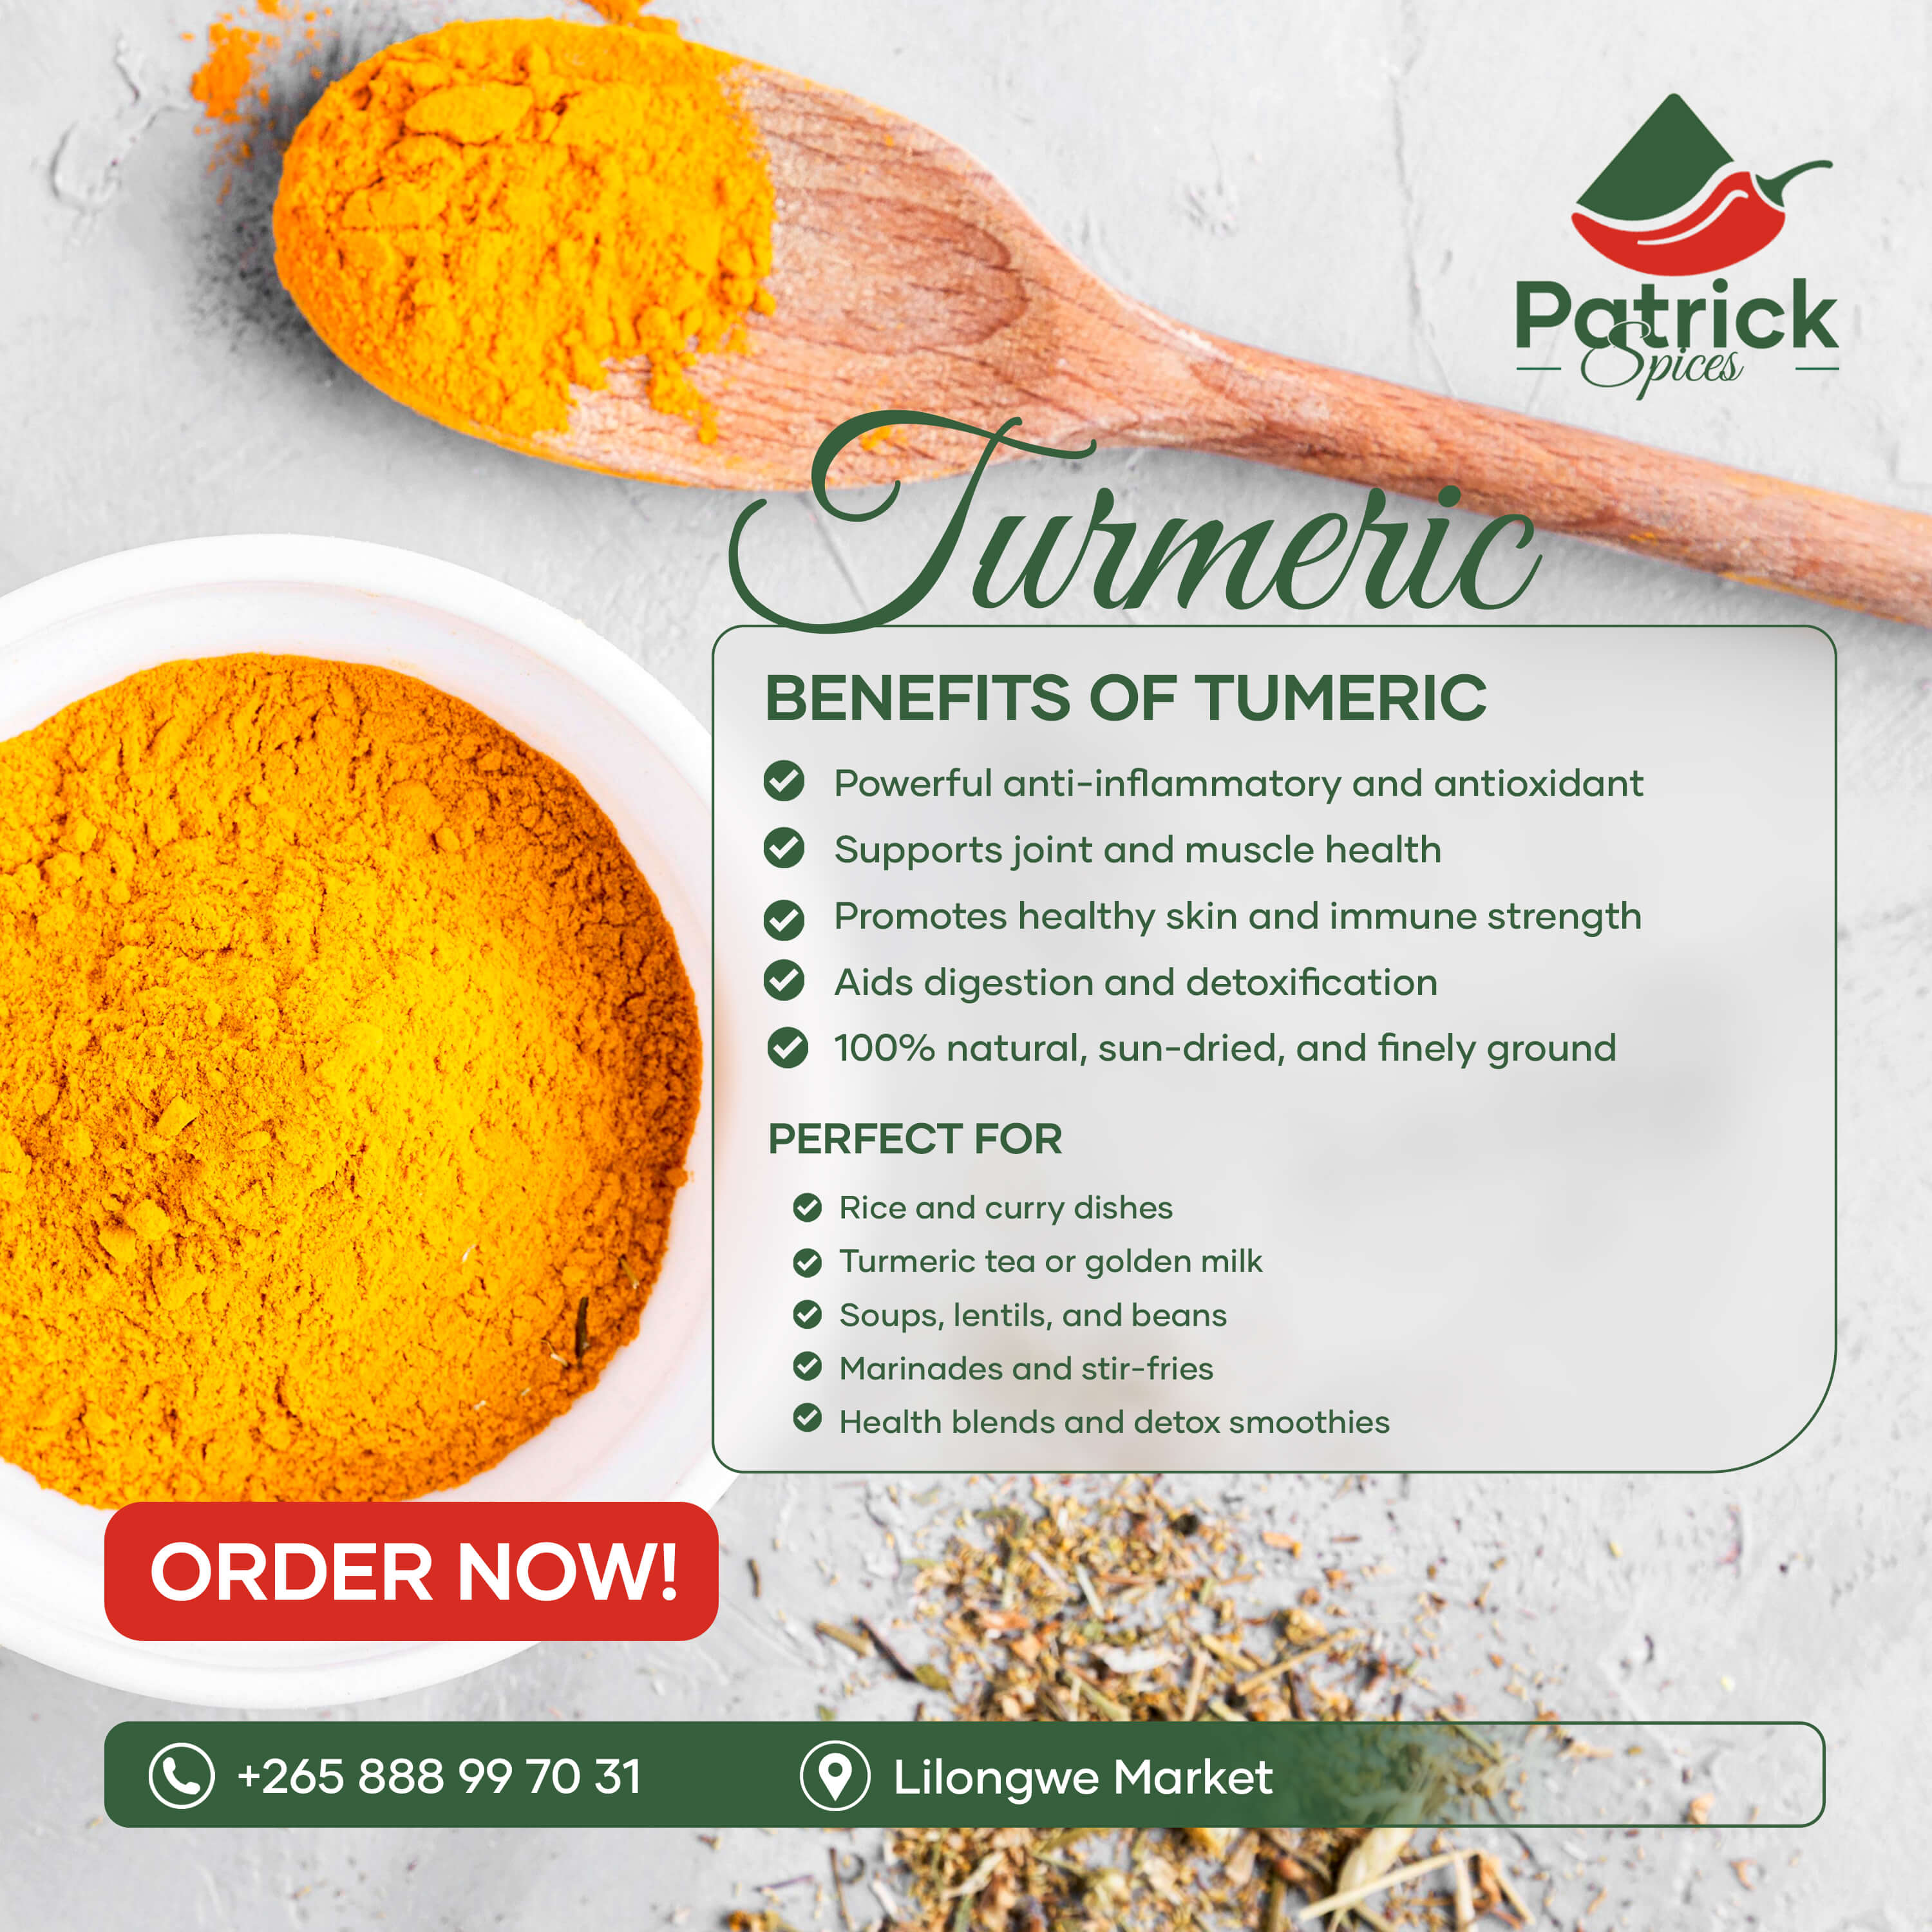 Patrick
Spices
Turmeric
BENEFITS OF TUMERIC
Powerful anti-inflammatory and antioxidant
Supports joint and muscle health
Promotes healthy skin and immune strength
Aids digestion and detoxification
100% natural, sun-dried, and finely ground
PERFECT FOR
Rice and curry dishes
Turmeric tea or golden milk
Soups, lentils, and beans
Marinades and stir-fries
Health blends and detox smoothies
ORDER NOW!
+265 888 99 70 31
Lilongwe Market